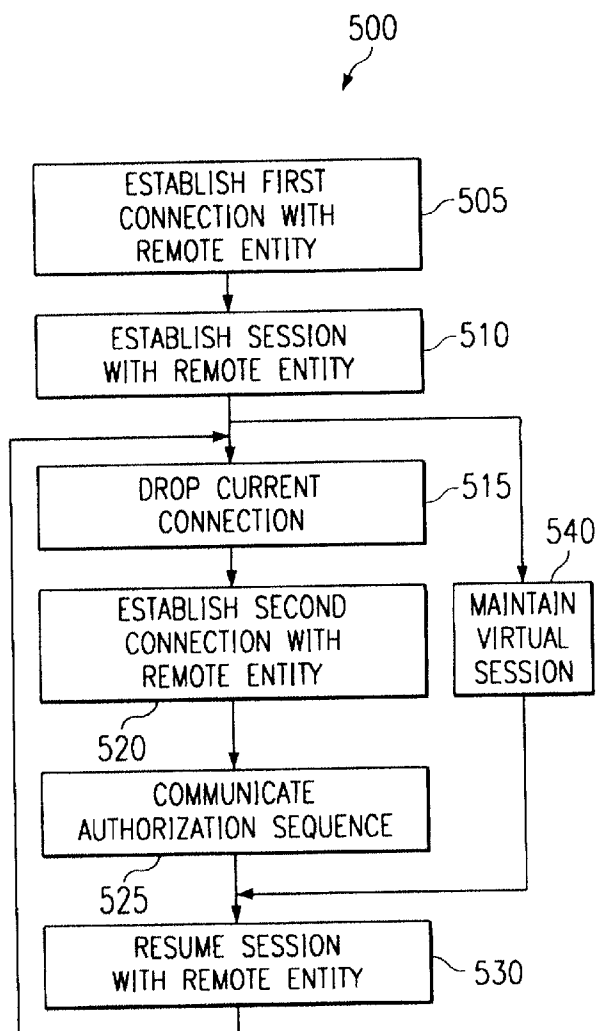 500
ESTABLISH FIRST
CONNECTION WITH
REMOTE ENTITY
505
ESTABLISH SESSION
WITH REMOTE ENTITY
510
DROP CURRENT
CONNECTION
515
540
MAINTAIN
VIRTUAL
SESSION
ESTABLISH SECOND
CONNECTION WITH
REMOTE ENTITY
520
COMMUNICATE
AUTHORIZATION SEQUENCE
525
RESUME SESSION
WITH REMOTE ENTITY
530